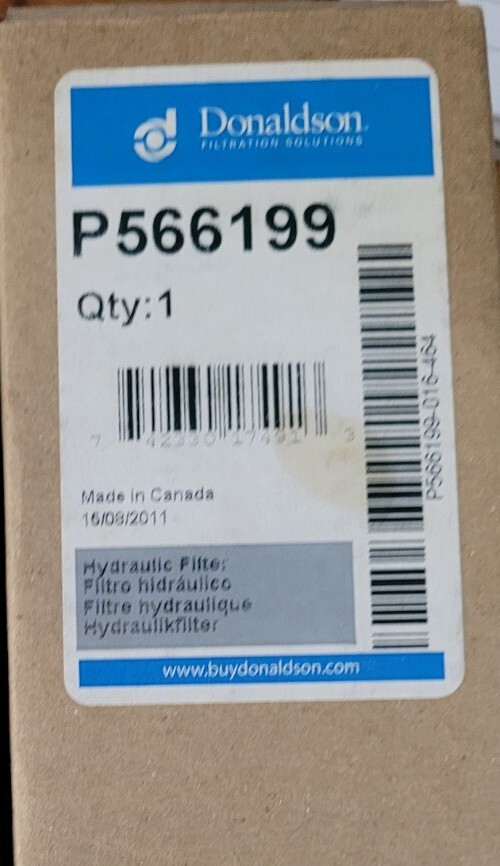 Donaldson.
FILTRATION SOLUTIONS
P566199
Qty:1
7 42330 17491 3
P566199-016-464
Made in Canada
15/09/2011
Hydraulic Filter
Filtro hidráulico
Filtre hydraulique
Hydraulikfilter
www.buydonaldson.com